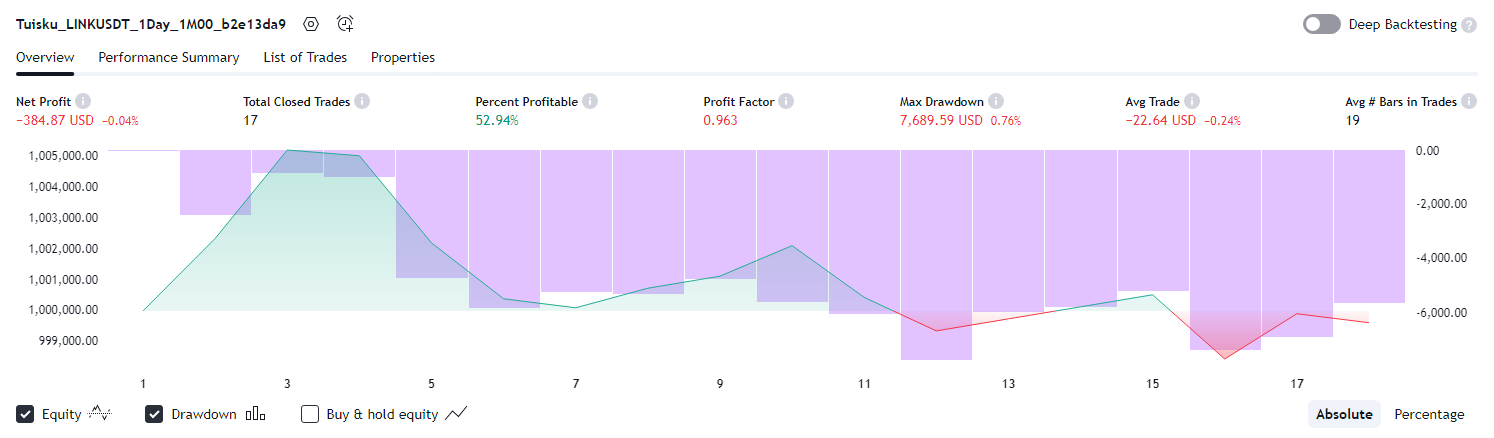 Tuisku_LINKUSDT_1Day_1M00_b2e13da9 Deep Backtesting ?
Overview Performance Summary List of Trades Properties
Net Profit Total Closed Trades Percent Profitable Profit Factor Max Drawdown Avg Trade Avg # Bars in Trades
−384.87 USD −0.04% 17 52.94% 0.963 7,689.59 USD 0.76% −22.64 USD −0.24% 19
1,005,000.00 0.00
1,004,000.00
1,003,000.00 -2,000.00
1,002,000.00 -4,000.00
1,001,000.00
1,000,000.00 -6,000.00
999,000.00
1 3 5 7 9 11 13 15 17
Equity Drawdown Buy & hold equity Absolute Percentage